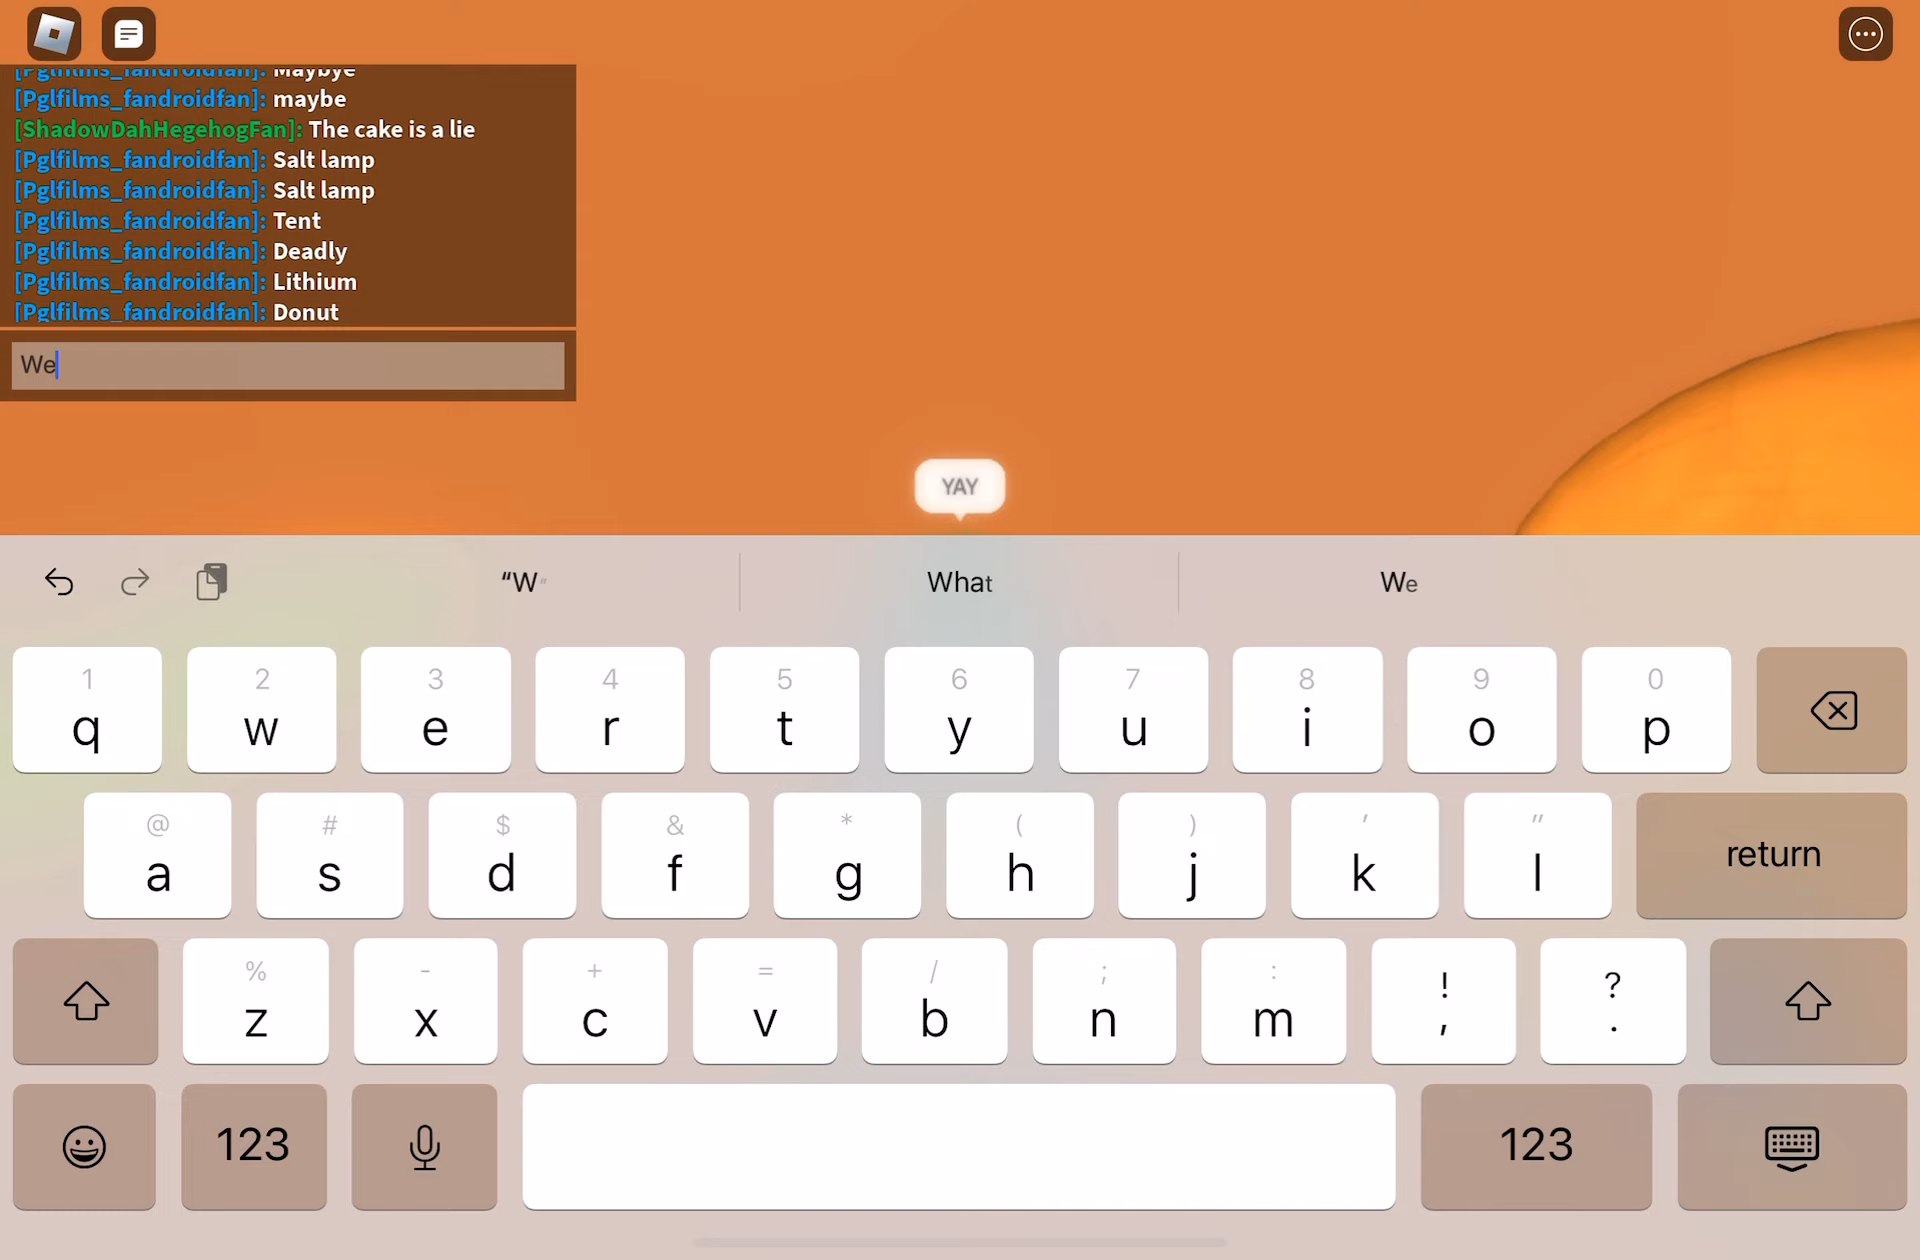 [Pglfilms_fandroidfan]: Maybye
[Pglfilms_fandroidfan]: maybe
[ShadowDahHegehogFan]: The cake is a lie
[Pglfilms_fandroidfan]: Salt lamp
[Pglfilms_fandroidfan]: Salt lamp
[Pglfilms_fandroidfan]: Tent
[Pglfilms_fandroidfan]: Deadly
[Pglfilms_fandroidfan]: Lithium
[Pglfilms_fandroidfan]: Donut
We
YAY
“W” What We
1 2 3 4 5 6 7 8 9 0
q w e r t y u i o p
@ # $ & * ( ) ' "
a s d f g h j k l return
% - + = / ; : ! ?
z x c v b n m , .
123 123